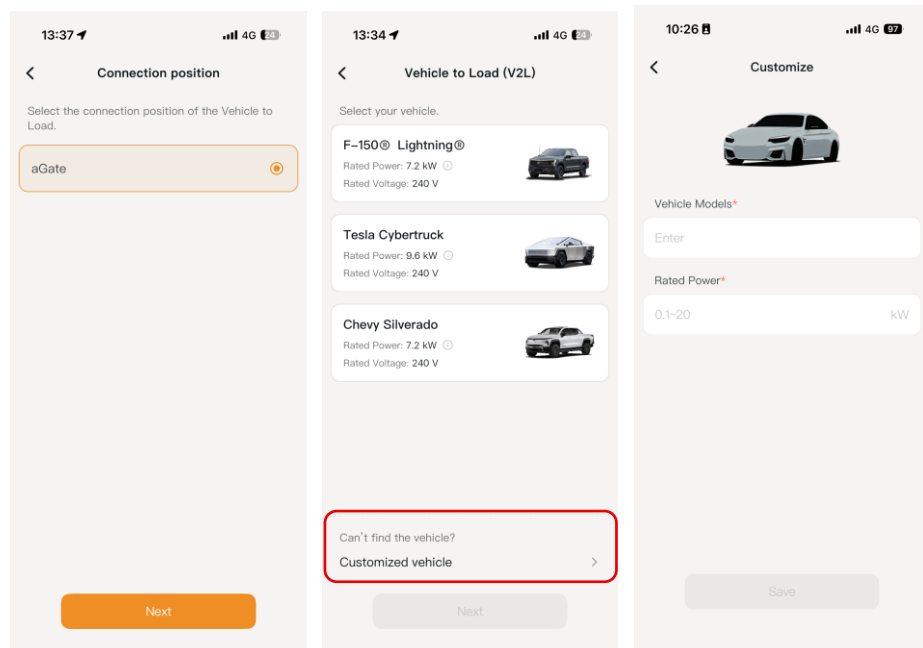 13:37
4G 24
Connection position
Select the connection position of the Vehicle to
Load.
aGate
Next
13:34
4G 24
Vehicle to Load (V2L)
Select your vehicle.
F-150® Lightning®
Rated Power: 7.2 kW
Rated Voltage: 240 V
Tesla Cybertruck
Rated Power: 9.6 kW
Rated Voltage: 240 V
Chevy Silverado
Rated Power: 7.2 kW
Rated Voltage: 240 V
Can't find the vehicle?
Customized vehicle
Next
10:26
4G 97
Customize
Vehicle Models*
Enter
Rated Power*
0.1-20 kW
Save